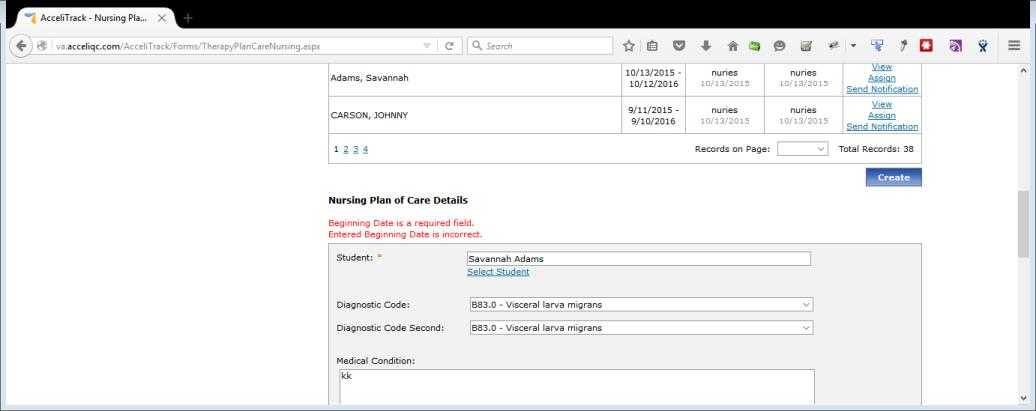 AcceliTrack - Nursing Pla...
va.acceliqc.com/AcceliTrack/Forms/TherapyPlanCareNursing.aspx
Search
Adams, Savannah
10/13/2015 -
10/12/2016
nuries
10/13/2015
nuries
10/13/2015
View
Assign
Send Notification
CARSON, JOHNNY
9/11/2015 -
9/10/2016
nuries
10/13/2015
nuries
10/13/2015
View
Assign
Send Notification
1 2 3 4
Records on Page:
Total Records: 38
Create
Nursing Plan of Care Details
Beginning Date is a required field.
Entered Beginning Date is incorrect.
Student: *
Savannah Adams
Select Student
Diagnostic Code:
B83.0 - Visceral larva migrans
Diagnostic Code Second:
B83.0 - Visceral larva migrans
Medical Condition:
kk